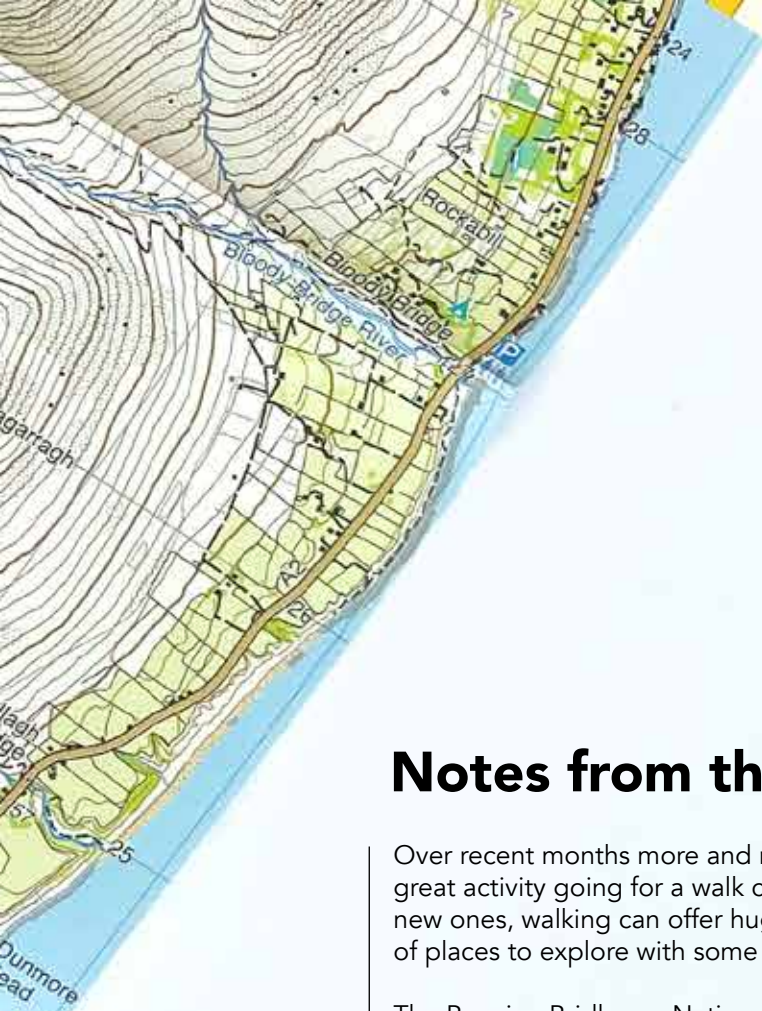 24
28
Rockabill
Bloody Bridge
Bloody Bridge River
P
A2
26
57
25
Dunmore
Notes from th
Over recent months more and
great activity going for a walk
new ones, walking can offer
of places to explore with some